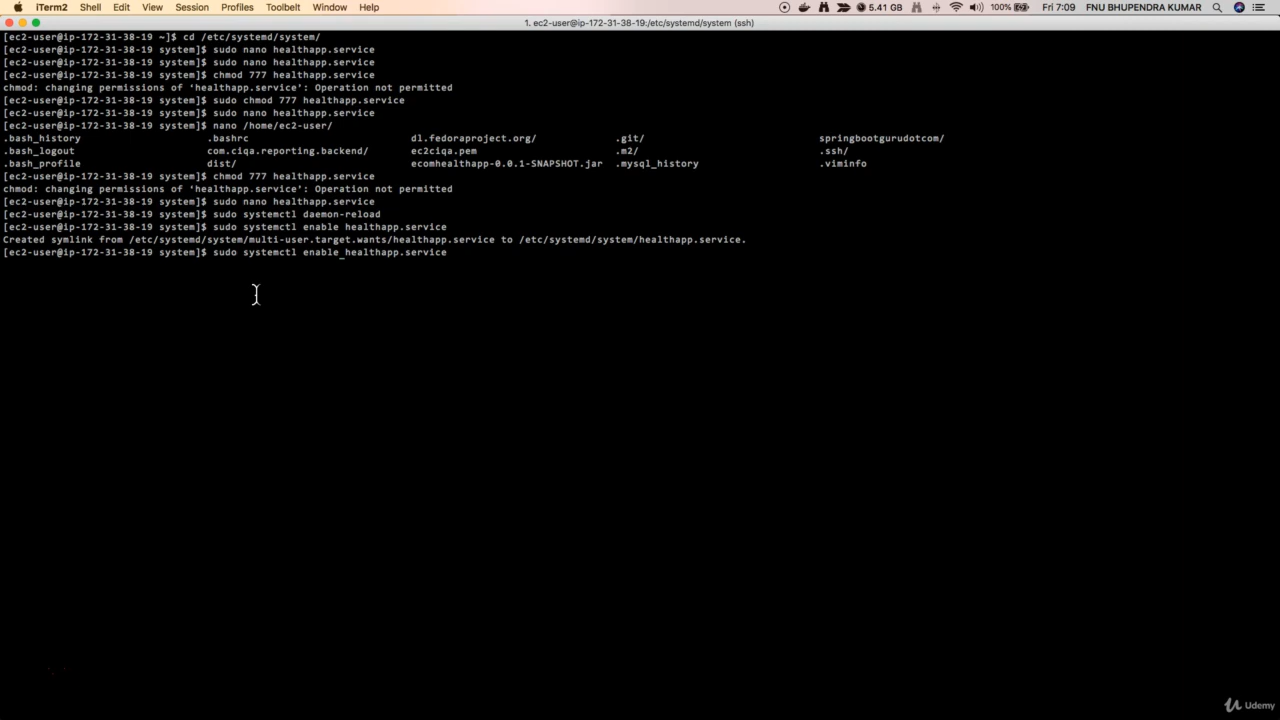 iTerm2 Shell Edit View Session Profiles Toolbelt Window Help 5.41 GB 100% Fri 7:09 FNU BHUPENDRA KUMAR
1. ec2-user@ip-172-31-38-19:/etc/systemd/system (ssh)
[ec2-user@ip-172-31-38-19 ~]$ cd /etc/systemd/system/
[ec2-user@ip-172-31-38-19 system]$ sudo nano healthapp.service
[ec2-user@ip-172-31-38-19 system]$ sudo nano healthapp.service
[ec2-user@ip-172-31-38-19 system]$ chmod 777 healthapp.service
chmod: changing permissions of ‘healthapp.service’: Operation not permitted
[ec2-user@ip-172-31-38-19 system]$ sudo chmod 777 healthapp.service
[ec2-user@ip-172-31-38-19 system]$ sudo nano healthapp.service
[ec2-user@ip-172-31-38-19 system]$ nano /home/ec2-user/
.bash_history .bashrc dl.fedoraproject.org/ .git/ springbootgurudotcom/
.bash_logout com.ciqa.reporting.backend/ ec2ciqa.pem .m2/ .ssh/
.bash_profile dist/ ecomhealthapp-0.0.1-SNAPSHOT.jar .mysql_history .viminfo
[ec2-user@ip-172-31-38-19 system]$ chmod 777 healthapp.service
chmod: changing permissions of ‘healthapp.service’: Operation not permitted
[ec2-user@ip-172-31-38-19 system]$ sudo nano healthapp.service
[ec2-user@ip-172-31-38-19 system]$ sudo systemctl daemon-reload
[ec2-user@ip-172-31-38-19 system]$ sudo systemctl enable healthapp.service
Created symlink from /etc/systemd/system/multi-user.target.wants/healthapp.service to /etc/systemd/system/healthapp.service.
[ec2-user@ip-172-31-38-19 system]$ sudo systemctl enable_healthapp.service
Udemy